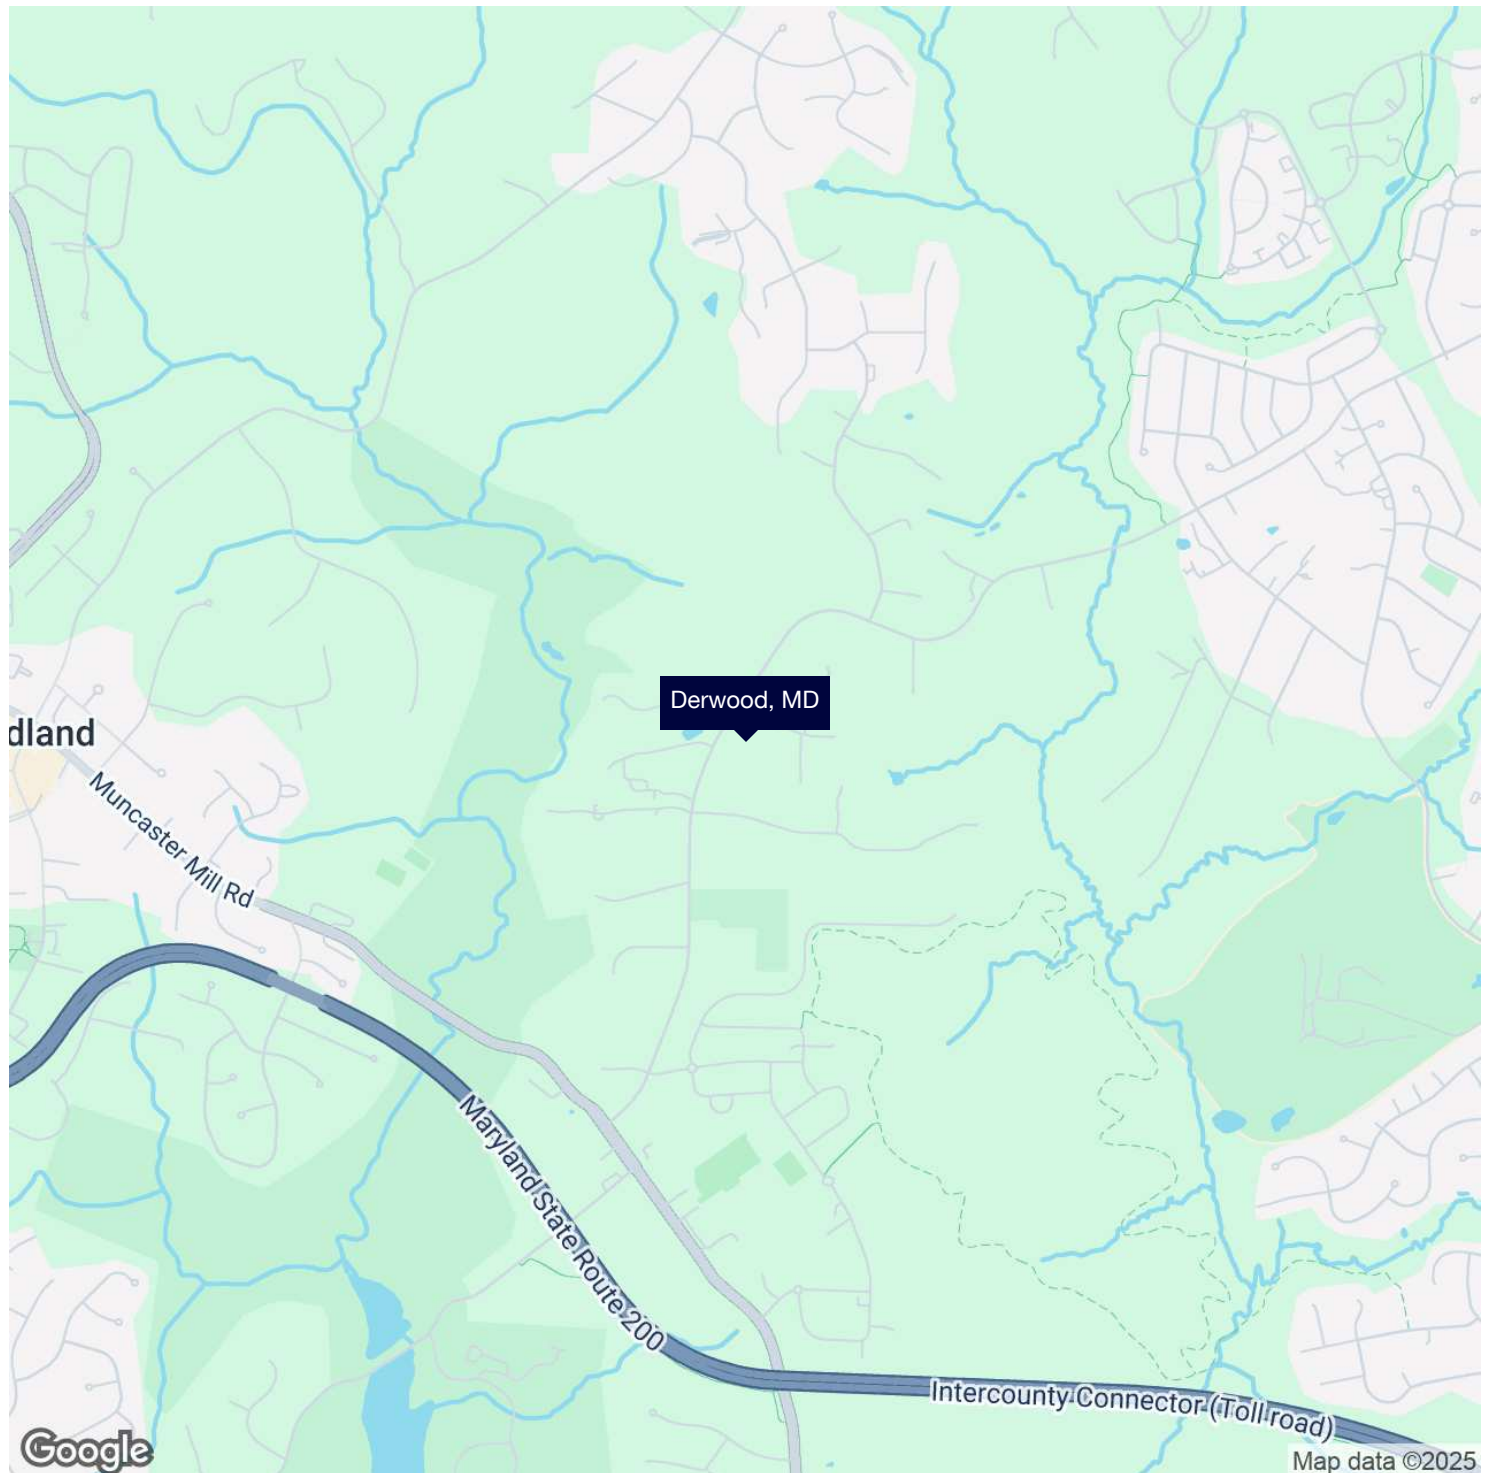 Derwood, MD
dland
Muncaster Mill Rd
Maryland State Route 200
Intercounty Connector (Toll road)
Google
Map data ©2025